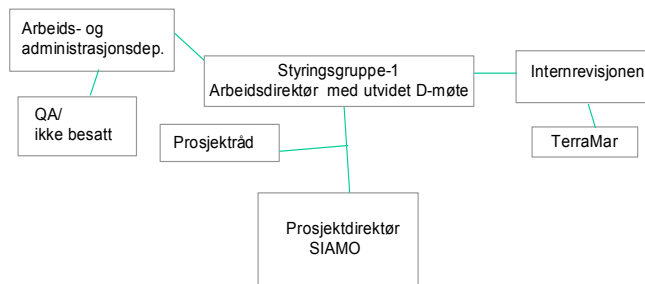 Arbeids- og
administrasjonsdep.
Styringsgruppe-1
Arbeidsdirektør med utvidet D-møte
Internrevisjonen
QA/
ikke besatt
Prosjektråd
TerraMar
Prosjektdirektør
SIAMO